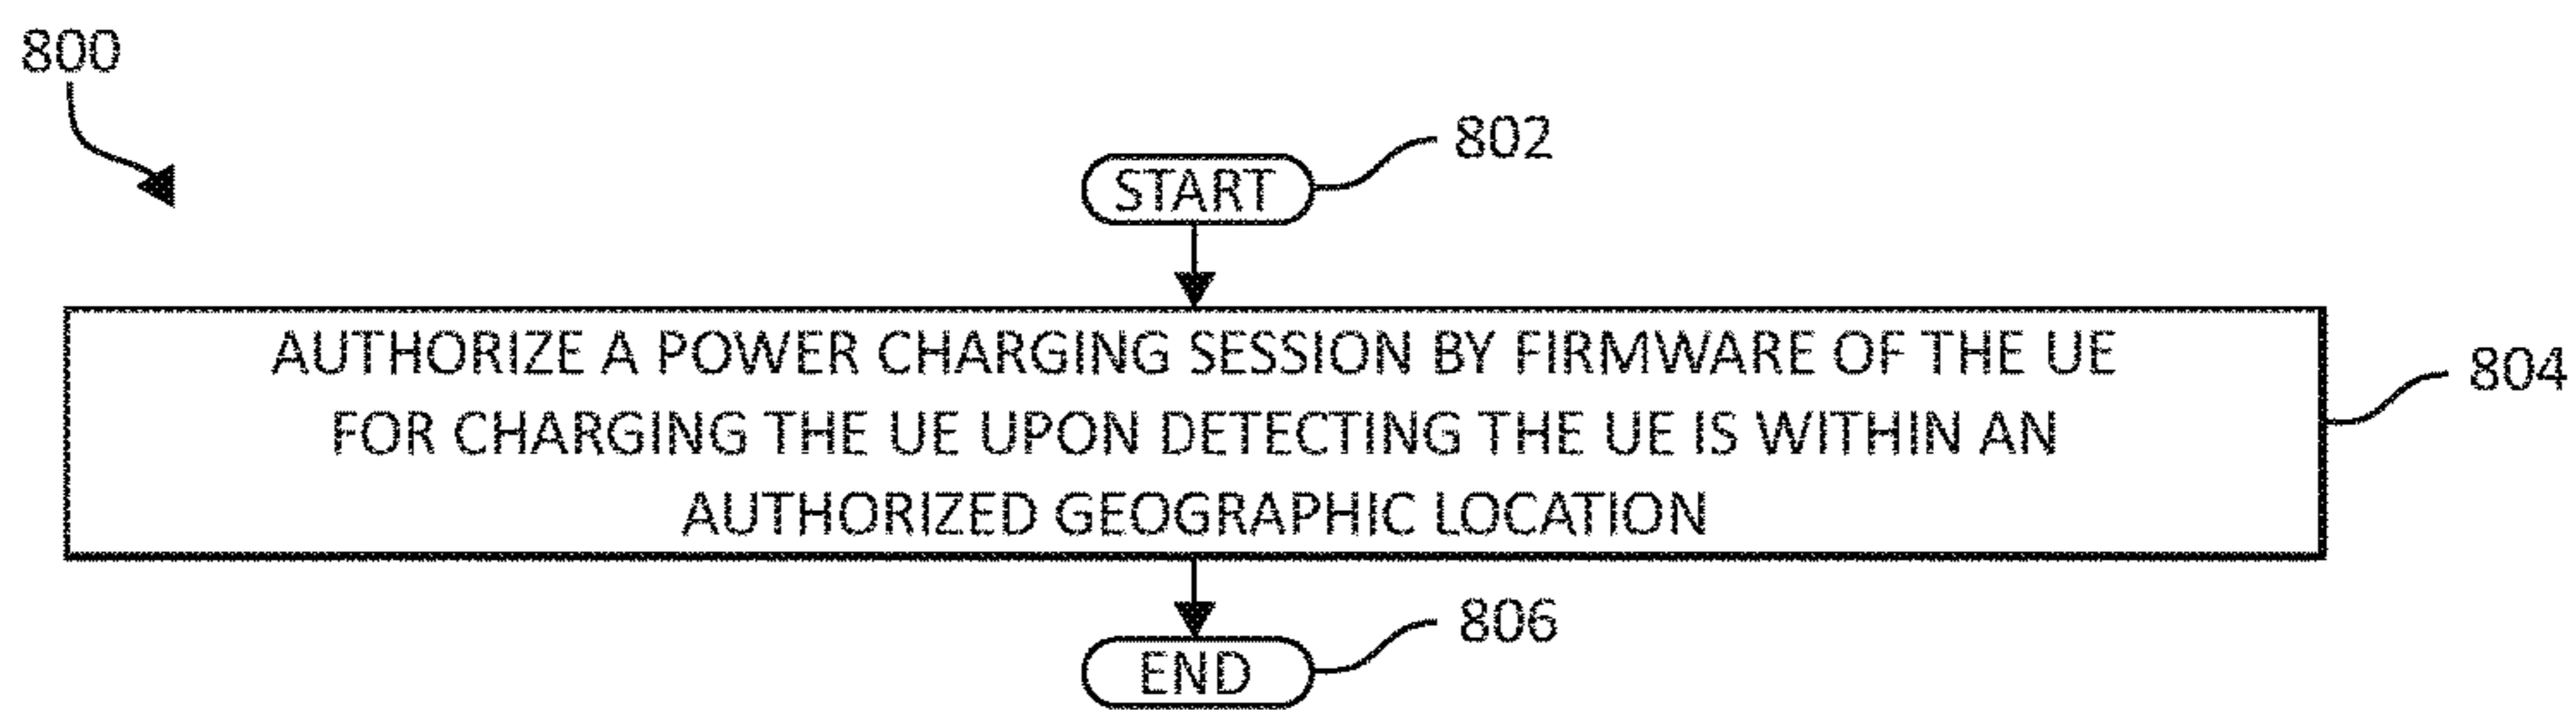 800
802
START
AUTHORIZE A POWER CHARGING SESSION BY FIRMWARE OF THE UE
FOR CHARGING THE UE UPON DETECTING THE UE IS WITHIN AN
AUTHORIZED GEOGRAPHIC LOCATION
804
806
END